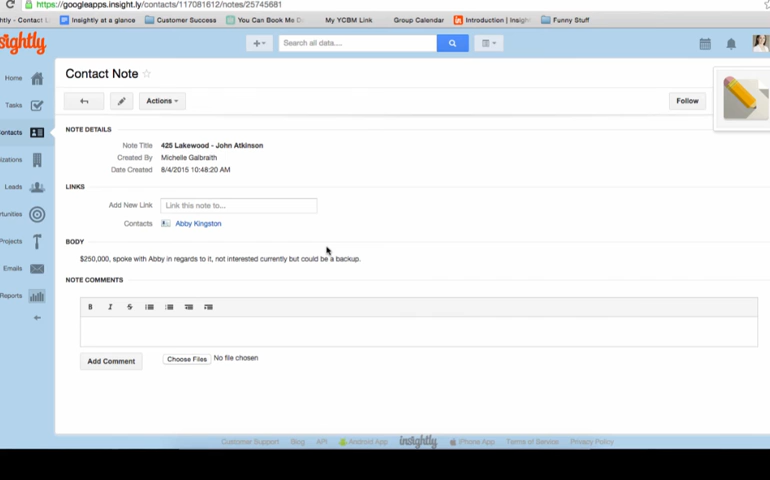 https://googleapps.insight.ly/contacts/117081612/notes/25745681
Insightly at a glance
Customer Success
You Can Book Me
My YCBM Link
Group Calendar
Introduction | Insigh
Funny Stuff
Search all data....
Home
Tasks
Contact Note
Actions
Follow
NOTE DETAILS
Note Title 425 Lakewood - John Atkinson
Created By Michelle Galbraith
Date Created 8/4/2015 10:48:20 AM
Leads
LINKS
Add New Link Link this note to...
Contacts Abby Kingston
Projects
BODY
$250,000, spoke with Abby in regards to it, not interested currently but could be a backup.
Emails
NOTE COMMENTS
Reports
B I S
Add Comment Choose Files No file chosen
Customer Support Blog API Android App insightly iPhone App Terms of Service Privacy Policy